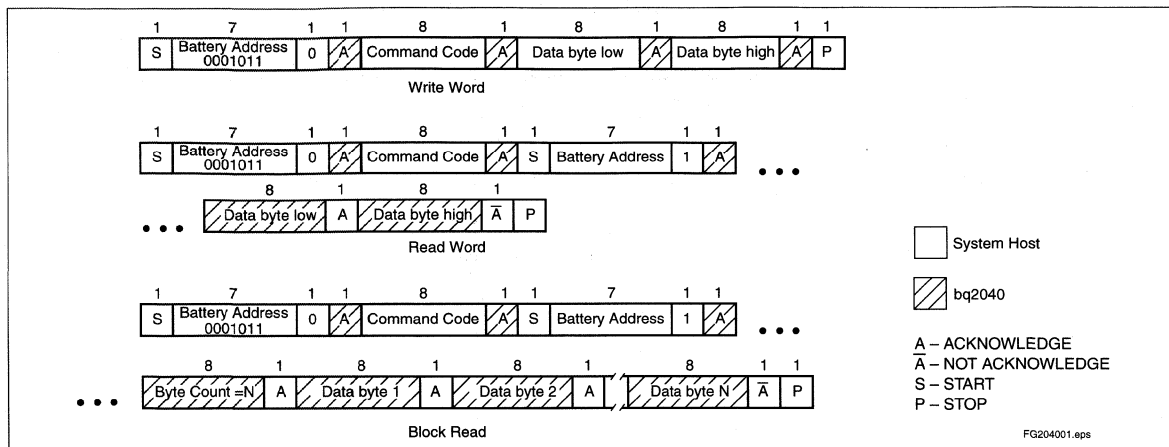 1 7 1 1 8 1 8 1 8 1 1
S Battery Address 0001011 0 A Command Code A Data byte low A Data byte high A P
Write Word
1 7 1 1 8 1 1 7 1 1
S Battery Address 0001011 0 A Command Code A S Battery Address 1 A • • •
8 1 8 1
• • • Data byte low A Data byte high A̅ P
Read Word
System Host
bq2040
1 7 1 1 8 1 1 7 1 1
S Battery Address 0001011 0 A Command Code A S Battery Address 1 A • • •
8 1 8 1 8 1 8 1 1
• • • Byte Count =N A Data byte 1 A Data byte 2 A Data byte N A̅ P
Block Read
A – ACKNOWLEDGE
A̅ – NOT ACKNOWLEDGE
S – START
P – STOP
FG204001.eps